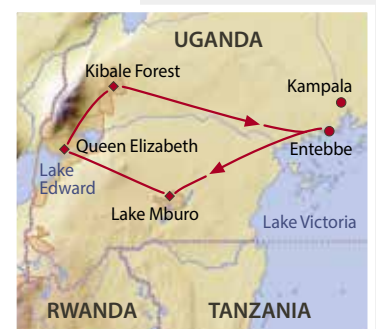 UGANDA
Kibale Forest
Kampala
Queen Elizabeth
Entebbe
Lake
Edward
Lake Mburo
Lake Victoria
RWANDA
TANZANIA